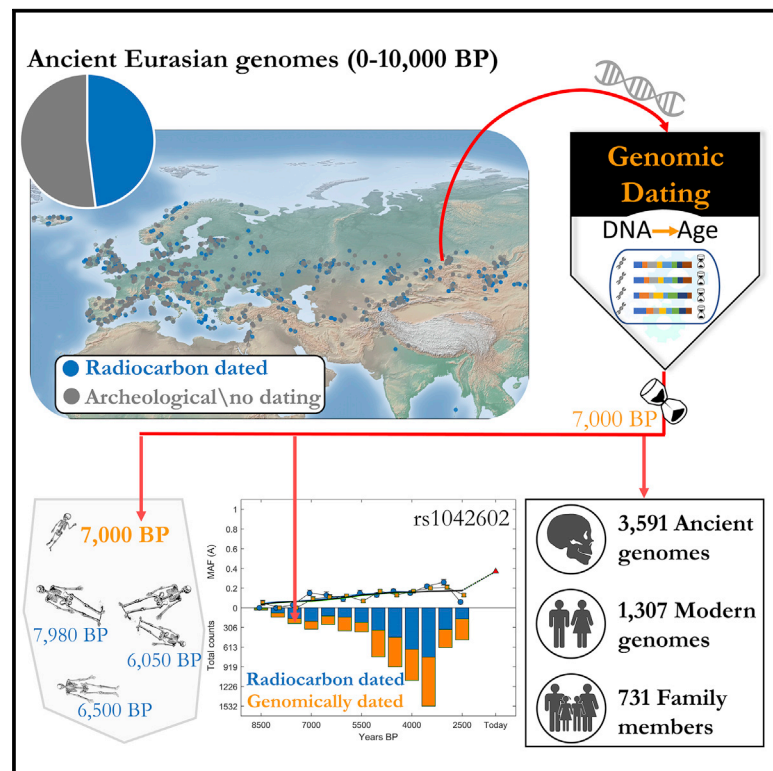 Ancient Eurasian genomes (0-10,000 BP)
Radiocarbon dated
Archeological\no dating
Genomic
Dating
DNA Age
7,000 BP
7,000 BP
7,980 BP
6,050 BP
6,500 BP
rs1042602
MAF (A)
1
0.8
0.6
0.4
0.2
0
Total counts
306
613
919
1226
1532
Radiocarbon dated
Genomically dated
8500
7000
5500
4000
2500
Today
Years BP
3,591 Ancient
genomes
1,307 Modern
genomes
731 Family
members